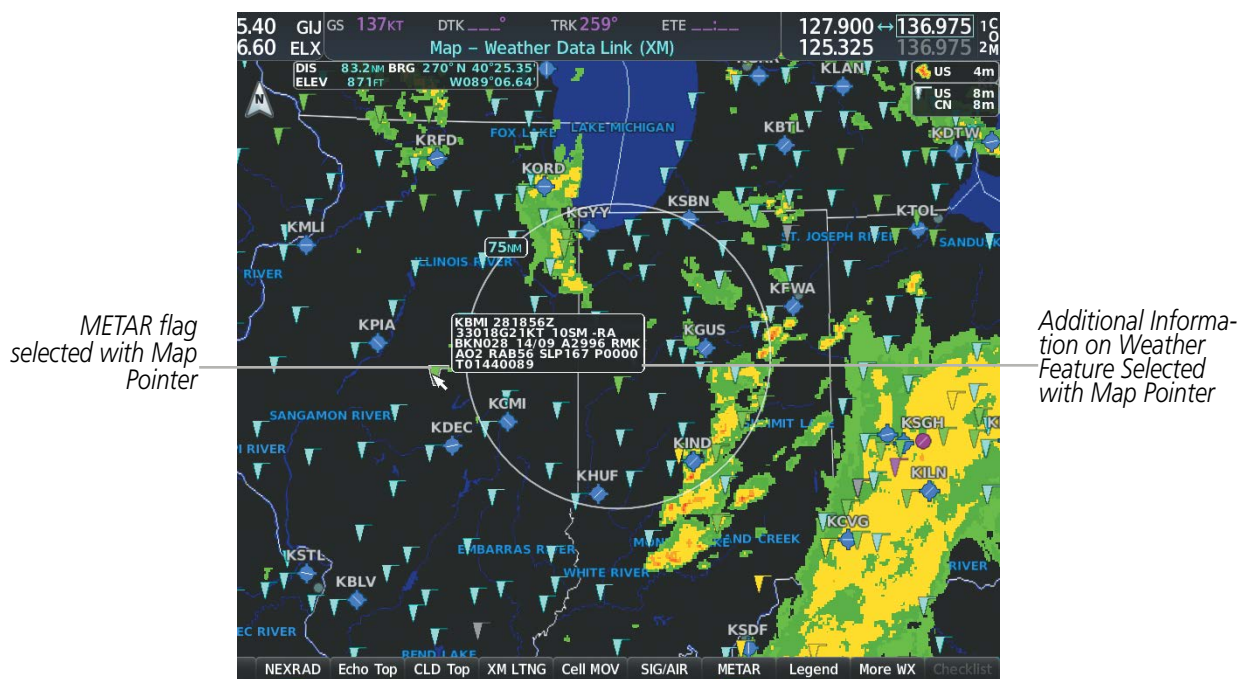 5.40 GIJ GS 137KT DTK ___° TRK 259° ETE __:__ 127.900 ↔ 136.975 1 COM
6.60 ELX Map – Weather Data Link (XM) 125.325 136.975 2
DIS 83.2NM BRG 270° N 40°25.35'
ELEV 871FT W089°06.64'
US 4m
US 8m
CN 8m
N
KLAN
KRFD
FOX LAKE
LAKE MICHIGAN
KBTL
KDTW
KORD
KSBN
KGYY
KTOL
KMLI
75NM
ST. JOSEPH RIVER
SANDUSK
ILLINOIS RIVER
RIVER
KFWA
KPIA
KGUS
KBMI 281856Z
33018G21KT 10SM -RA
BKN028 14/09 A2996 RMK
AO2 RAB56 SLP167 P0000
T01440089
METAR flag
selected with Map
Pointer
Additional Informa-
tion on Weather
Feature Selected
with Map Pointer
KCMI
SANGAMON RIVER
KDEC
KSGH
PI RIVER
KIND
KILN
KHUF
KCVG
EMBARRAS RIVER
AND CREEK
KSTL
WHITE RIVER
RIVER
KBLV
EC RIVER
KSDF
REND LAKE
NEXRAD Echo Top CLD Top XM LTNG Cell MOV SIG/AIR METAR Legend More WX Checklist